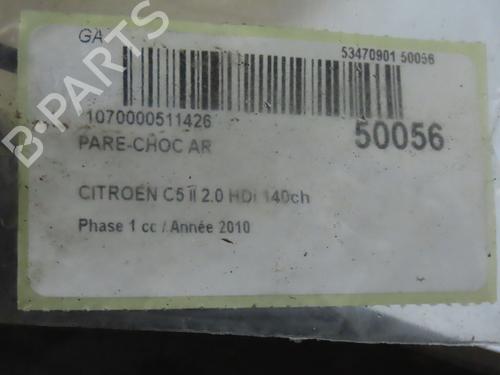 GA
53470901 50056
1070000511426
50056
PARE-CHOC AR
CITROEN C5 II 2.0 HDi 140ch
Phase 1 cc / Année 2010
B-PARTS